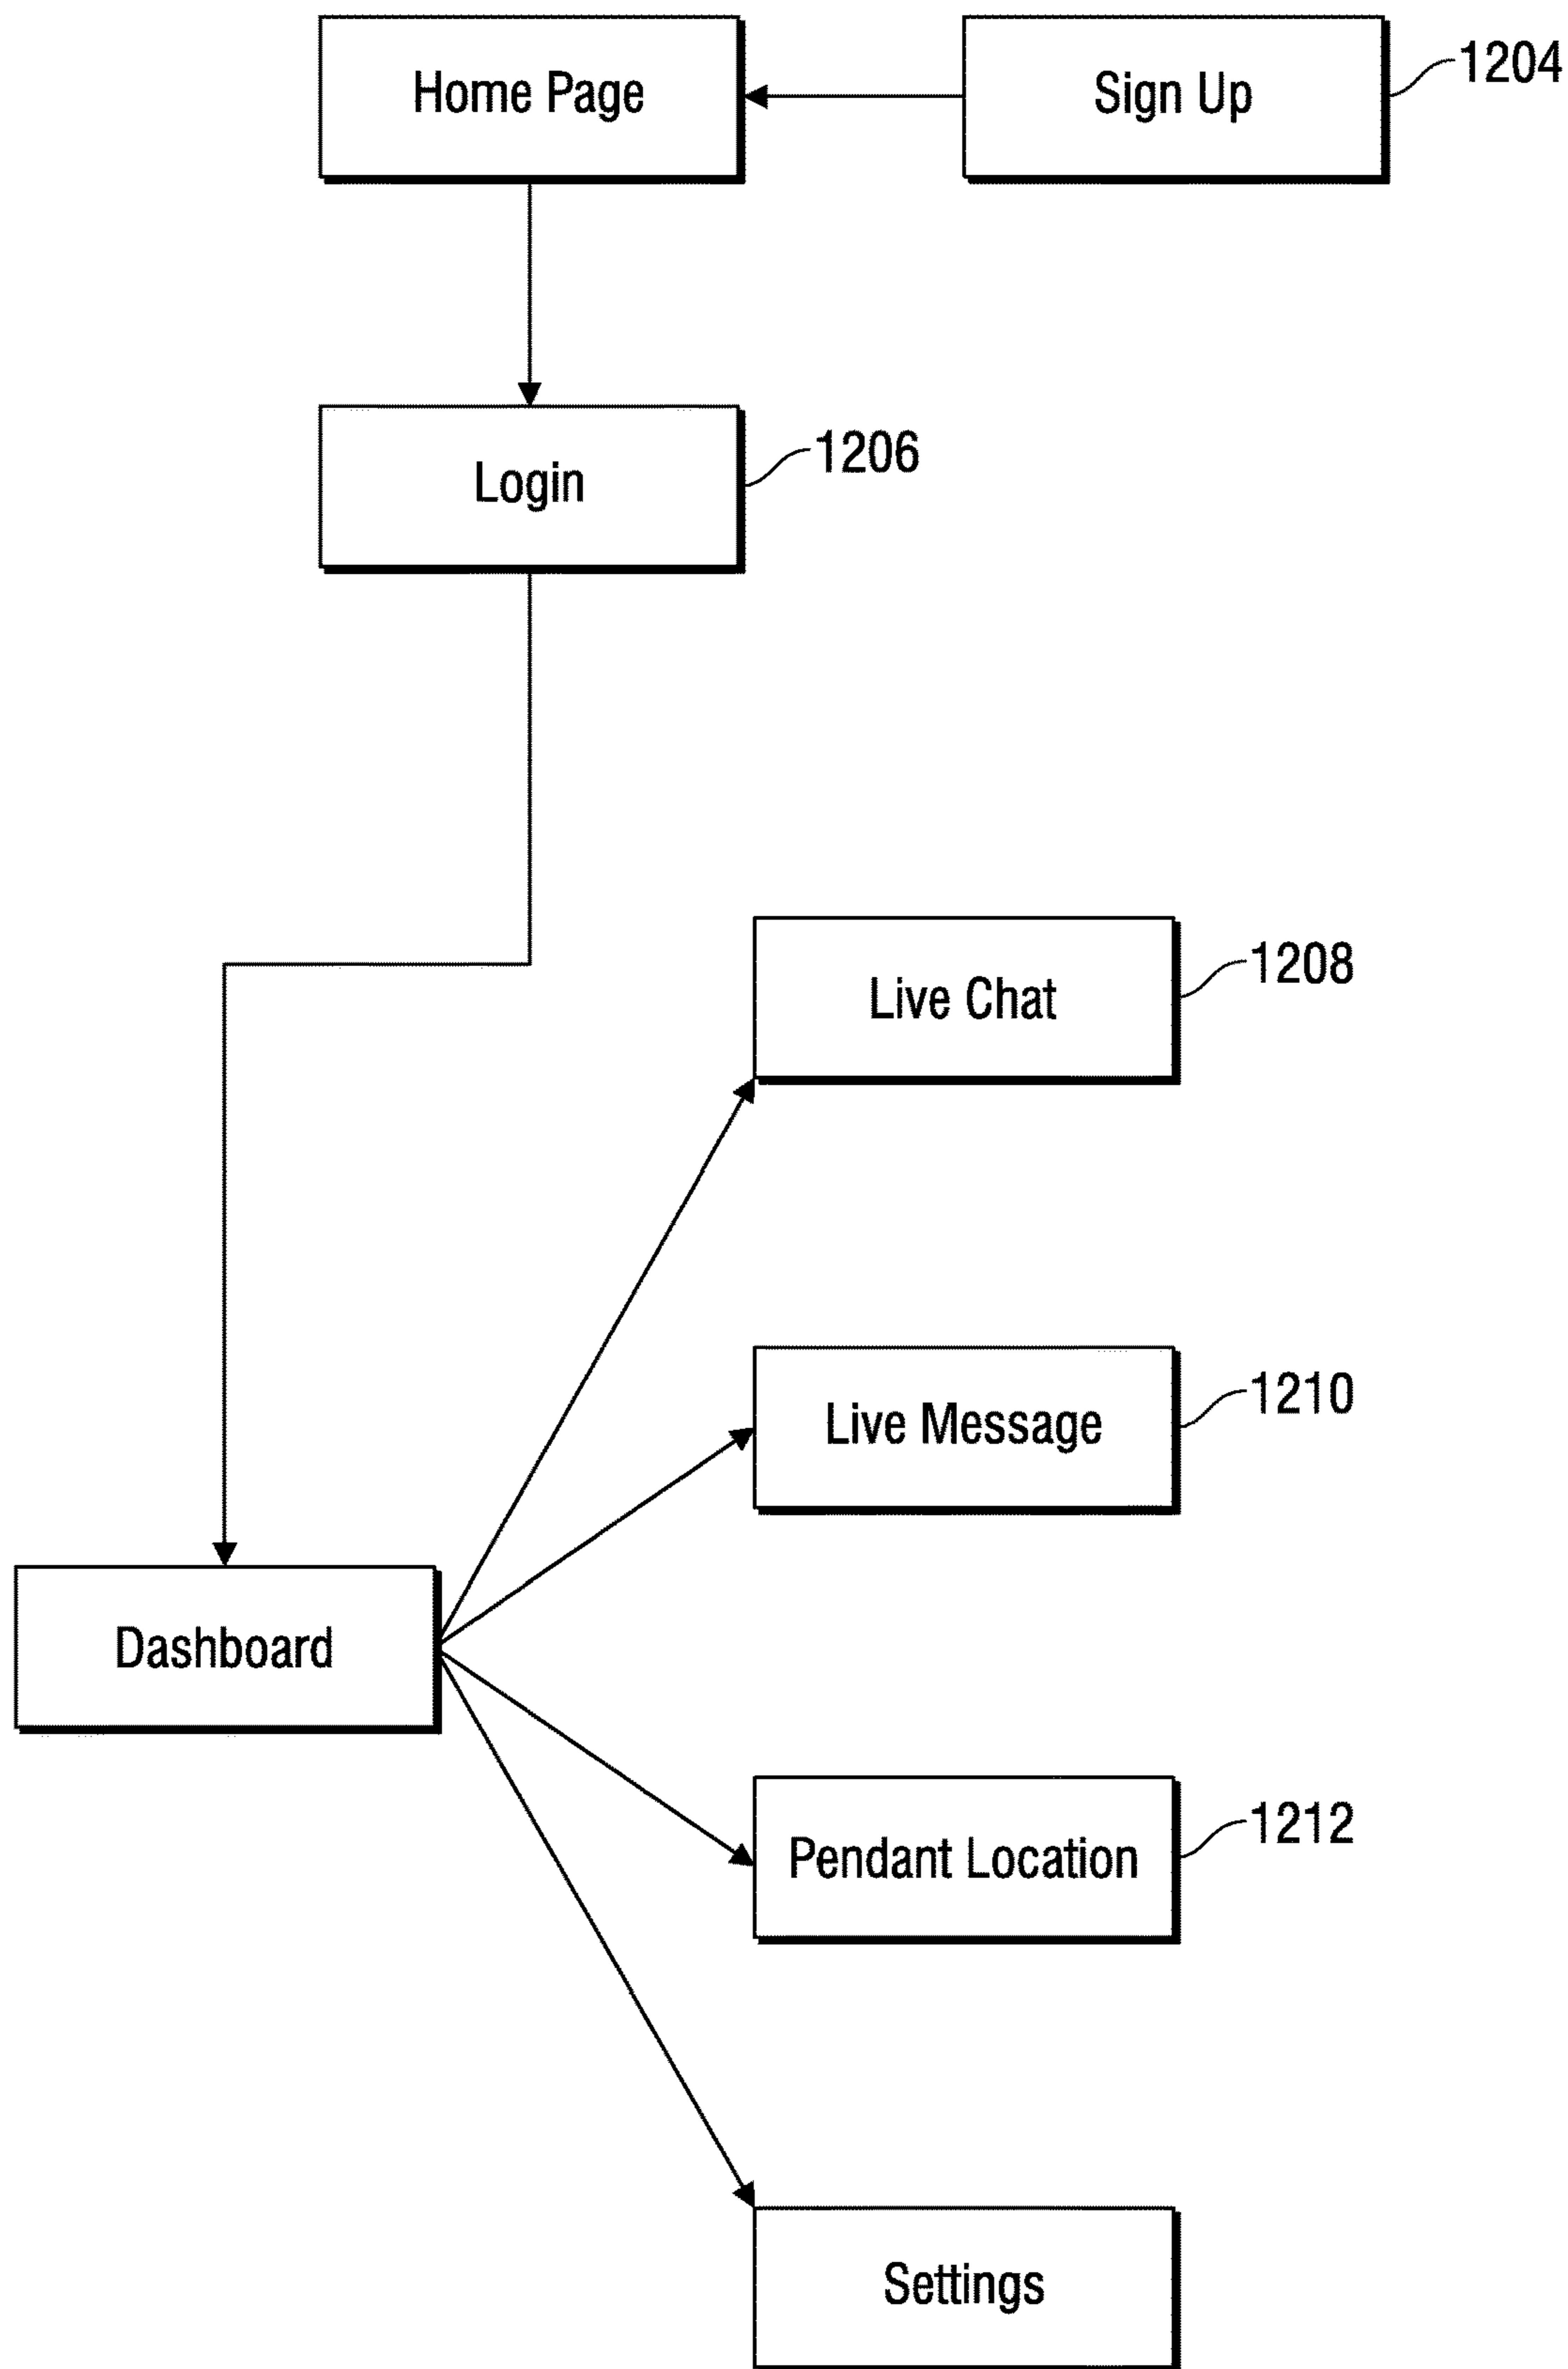 Home Page
Sign Up
1204
Login
1206
Live Chat
1208
Live Message
1210
Dashboard
Pendant Location
1212
Settings